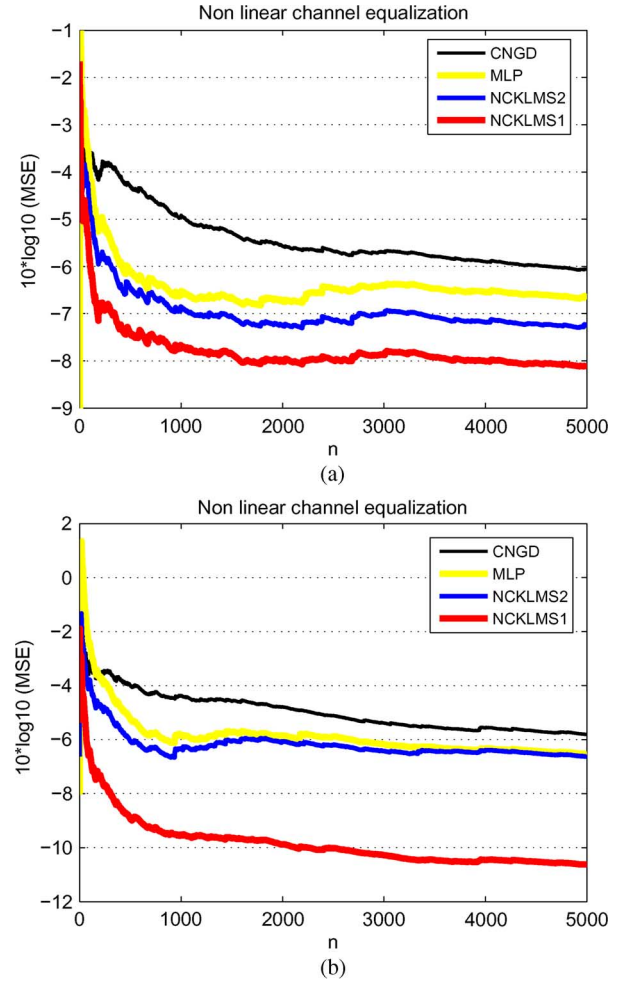 Non linear channel equalization
-1
-2
-3
-4
-5
-6
-7
-8
-9
10*log10 (MSE)
CNGD
MLP
NCKLMS2
NCKLMS1
0 1000 2000 3000 4000 5000
n
(a)
Non linear channel equalization
2
0
-2
-4
-6
-8
-10
-12
10*log10 (MSE)
CNGD
MLP
NCKLMS2
NCKLMS1
0 1000 2000 3000 4000 5000
n
(b)